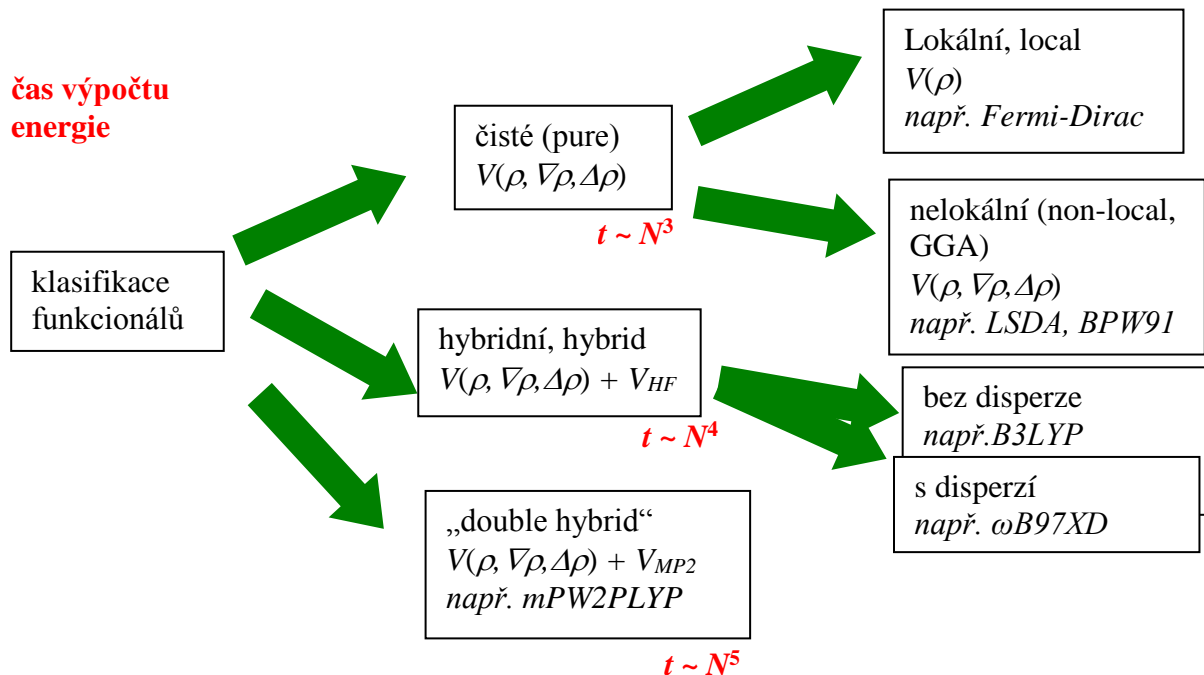 čas výpočtu
energie
klasifikace
funkcionálů
čisté (pure)
V(ρ, ∇ρ, Δρ)
t ~ N³
Lokální, local
V(ρ)
např. Fermi-Dirac
nelokální (non-local,
GGA)
V(ρ, ∇ρ, Δρ)
např. LSDA, BPW91
hybridní, hybrid
V(ρ, ∇ρ, Δρ) + V_HF
t ~ N⁴
bez disperze
např.B3LYP
s disperzí
např. ωB97XD
„double hybrid“
V(ρ, ∇ρ, Δρ) + V_MP2
např. mPW2PLYP
t ~ N⁵